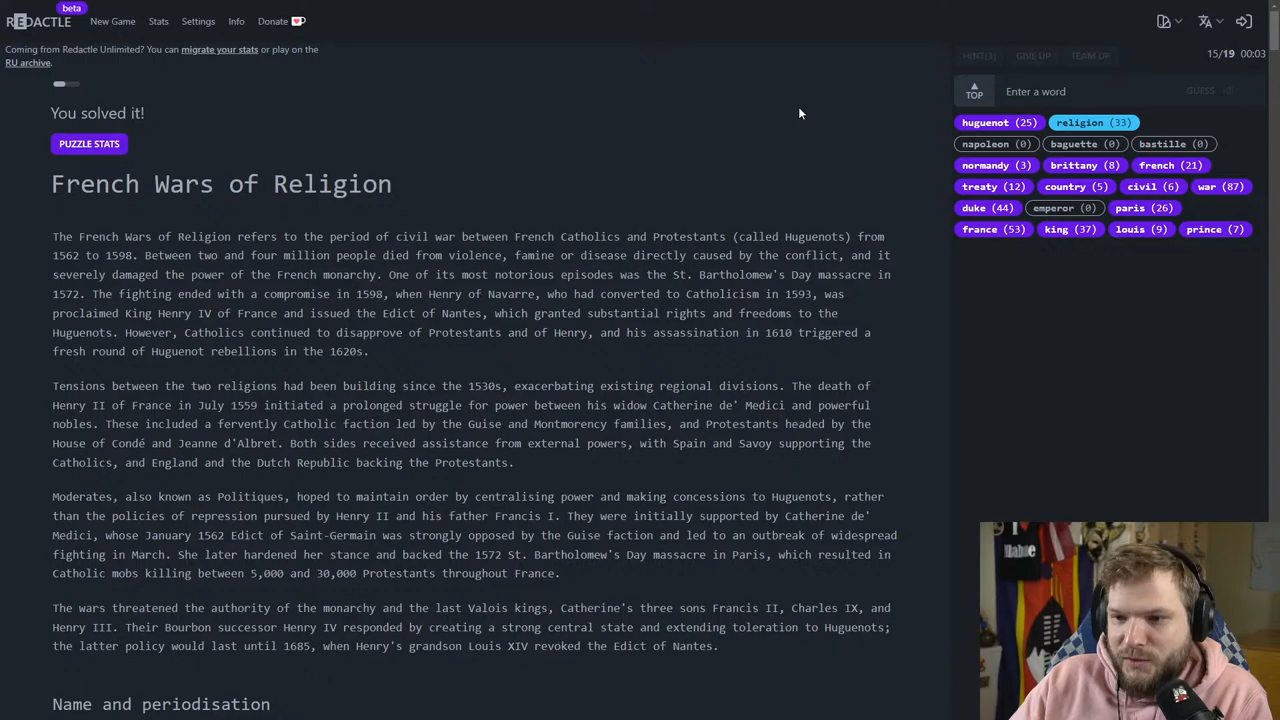 beta
REDACTLE New Game Stats Settings Info Donate
Coming from Redactle Unlimited? You can migrate your stats or play on the
RU archive.
HINT(3) GIVE UP TEAM UP 15/19 00:03
TOP Enter a word GUESS
You solved it!
PUZZLE STATS
huguenot (25) religion (33)
napoleon (0) baguette (0) bastille (0)
normandy (3) brittany (8) french (21)
treaty (12) country (5) civil (6) war (87)
duke (44) emperor (0) paris (26)
france (53) king (37) louis (9) prince (7)
French Wars of Religion
The French Wars of Religion refers to the period of civil war between French Catholics and Protestants (called Huguenots) from
1562 to 1598. Between two and four million people died from violence, famine or disease directly caused by the conflict, and it
severely damaged the power of the French monarchy. One of its most notorious episodes was the St. Bartholomew's Day massacre in
1572. The fighting ended with a compromise in 1598, when Henry of Navarre, who had converted to Catholicism in 1593, was
proclaimed King Henry IV of France and issued the Edict of Nantes, which granted substantial rights and freedoms to the
Huguenots. However, Catholics continued to disapprove of Protestants and of Henry, and his assassination in 1610 triggered a
fresh round of Huguenot rebellions in the 1620s.
Tensions between the two religions had been building since the 1530s, exacerbating existing regional divisions. The death of
Henry II of France in July 1559 initiated a prolonged struggle for power between his widow Catherine de' Medici and powerful
nobles. These included a fervently Catholic faction led by the Guise and Montmorency families, and Protestants headed by the
House of Condé and Jeanne d'Albret. Both sides received assistance from external powers, with Spain and Savoy supporting the
Catholics, and England and the Dutch Republic backing the Protestants.
Moderates, also known as Politiques, hoped to maintain order by centralising power and making concessions to Huguenots, rather
than the policies of repression pursued by Henry II and his father Francis I. They were initially supported by Catherine de'
Medici, whose January 1562 Edict of Saint-Germain was strongly opposed by the Guise faction and led to an outbreak of widespread
fighting in March. She later hardened her stance and backed the 1572 St. Bartholomew's Day massacre in Paris, which resulted in
Catholic mobs killing between 5,000 and 30,000 Protestants throughout France.
The wars threatened the authority of the monarchy and the last Valois kings, Catherine's three sons Francis II, Charles IX, and
Henry III. Their Bourbon successor Henry IV responded by creating a strong central state and extending toleration to Huguenots;
the latter policy would last until 1685, when Henry's grandson Louis XIV revoked the Edict of Nantes.
Name and periodisation